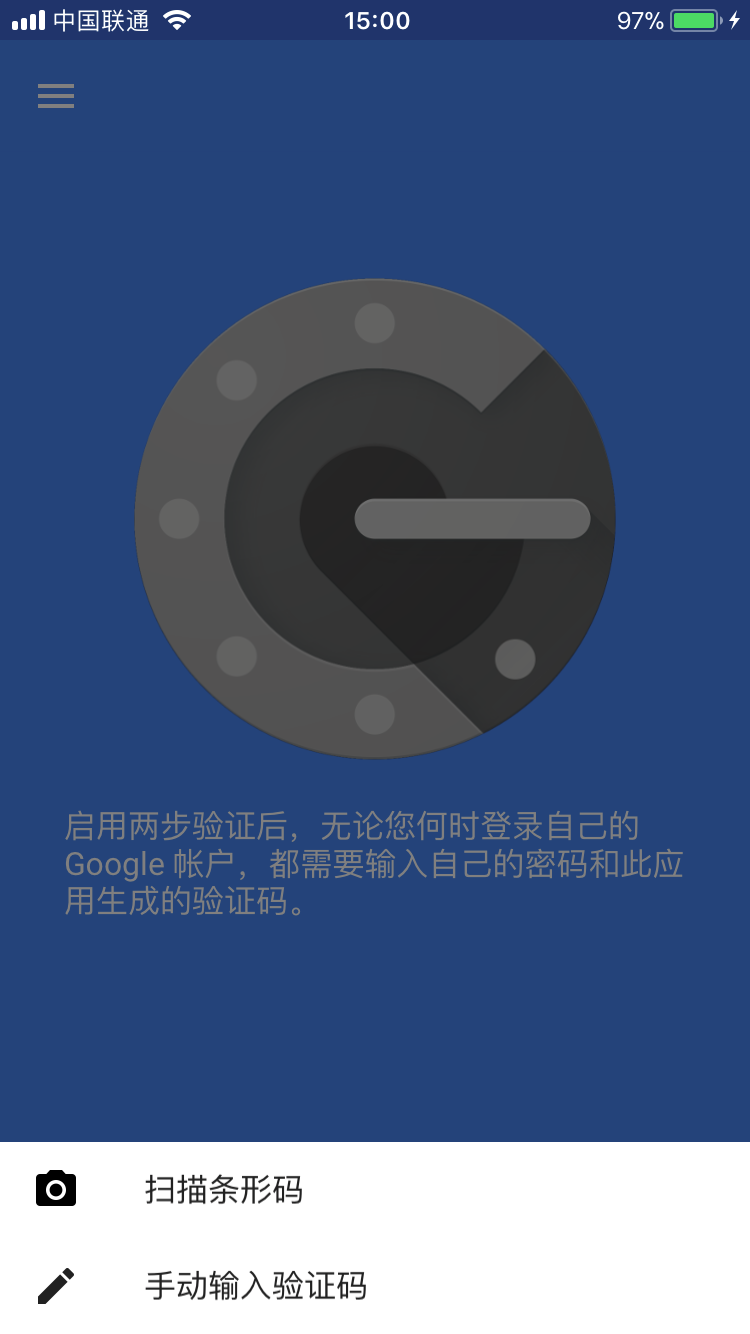 中国联通 15:00 97%
启用两步验证后，无论您何时登录自己的
Google 帐户，都需要输入自己的密码和此应
用生成的验证码。
扫描条形码
手动输入验证码